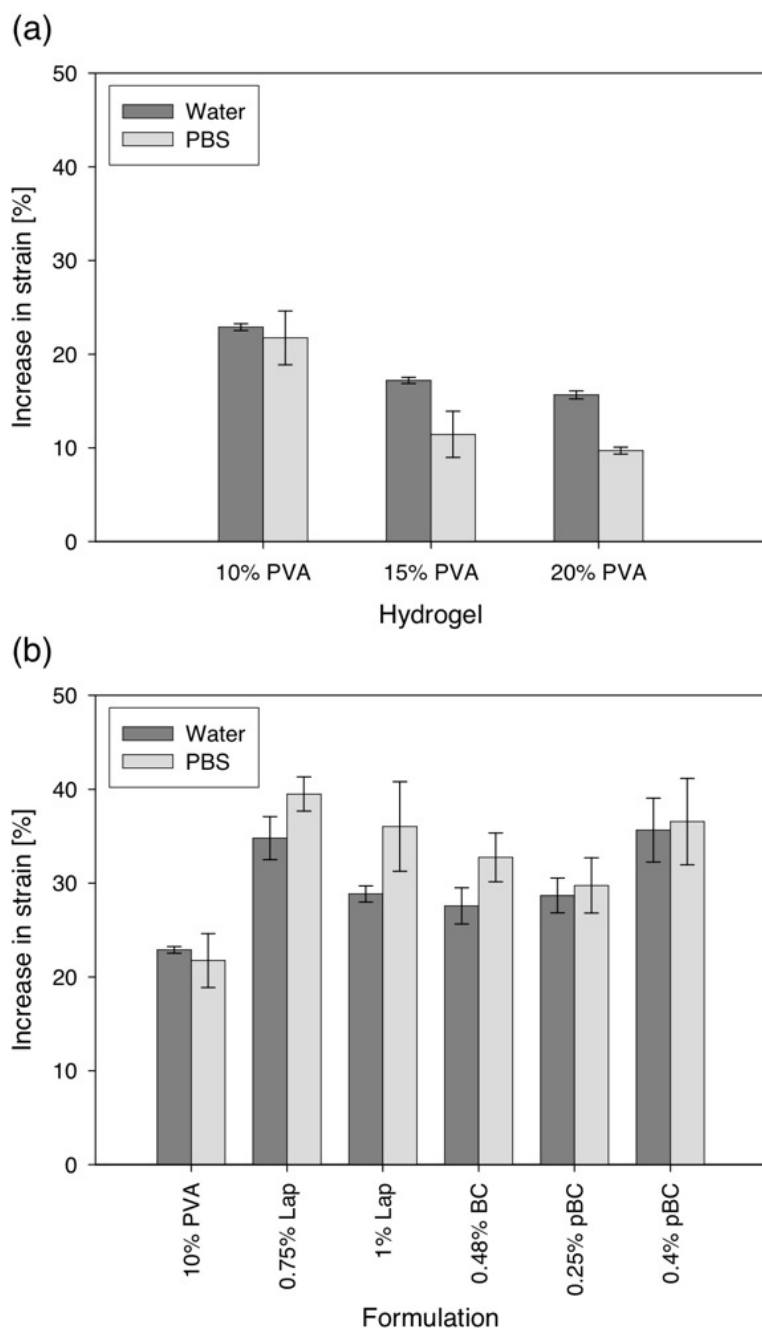 (a)
50
40
30
20
10
0
Increase in strain [%]
Water
PBS
10% PVA 15% PVA 20% PVA
Hydrogel
(b)
50
40
30
20
10
0
Increase in strain [%]
Water
PBS
10% PVA
0.75% Lap
1% Lap
0.48% BC
0.25% pBC
0.4% pBC
Formulation